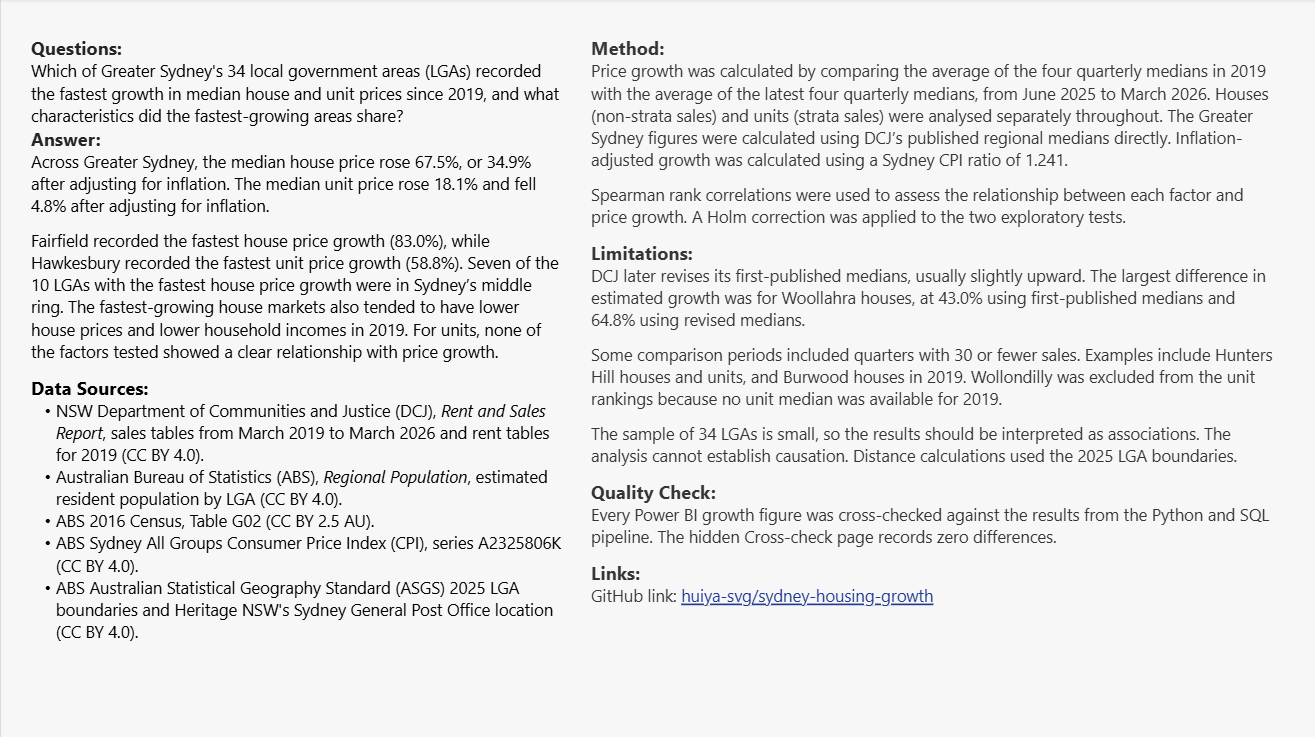 Questions:
Which of Greater Sydney's 34 local government areas (LGAs) recorded
the fastest growth in median house and unit prices since 2019, and what
characteristics did the fastest-growing areas share?
Answer:
Across Greater Sydney, the median house price rose 67.5%, or 34.9%
after adjusting for inflation. The median unit price rose 18.1% and fell
4.8% after adjusting for inflation.
Fairfield recorded the fastest house price growth (83.0%), while
Hawkesbury recorded the fastest unit price growth (58.8%). Seven of the
10 LGAs with the fastest house price growth were in Sydney’s middle
ring. The fastest-growing house markets also tended to have lower
house prices and lower household incomes in 2019. For units, none of
the factors tested showed a clear relationship with price growth.
Data Sources:
• NSW Department of Communities and Justice (DCJ), Rent and Sales
Report, sales tables from March 2019 to March 2026 and rent tables
for 2019 (CC BY 4.0).
• Australian Bureau of Statistics (ABS), Regional Population, estimated
resident population by LGA (CC BY 4.0).
• ABS 2016 Census, Table G02 (CC BY 2.5 AU).
• ABS Sydney All Groups Consumer Price Index (CPI), series A2325806K
(CC BY 4.0).
• ABS Australian Statistical Geography Standard (ASGS) 2025 LGA
boundaries and Heritage NSW's Sydney General Post Office location
(CC BY 4.0).
Method:
Price growth was calculated by comparing the average of the four quarterly medians in 2019
with the average of the latest four quarterly medians, from June 2025 to March 2026. Houses
(non-strata sales) and units (strata sales) were analysed separately throughout. The Greater
Sydney figures were calculated using DCJ’s published regional medians directly. Inflation-
adjusted growth was calculated using a Sydney CPI ratio of 1.241.
Spearman rank correlations were used to assess the relationship between each factor and
price growth. A Holm correction was applied to the two exploratory tests.
Limitations:
DCJ later revises its first-published medians, usually slightly upward. The largest difference in
estimated growth was for Woollahra houses, at 43.0% using first-published medians and
64.8% using revised medians.
Some comparison periods included quarters with 30 or fewer sales. Examples include Hunters
Hill houses and units, and Burwood houses in 2019. Wollondilly was excluded from the unit
rankings because no unit median was available for 2019.
The sample of 34 LGAs is small, so the results should be interpreted as associations. The
analysis cannot establish causation. Distance calculations used the 2025 LGA boundaries.
Quality Check:
Every Power BI growth figure was cross-checked against the results from the Python and SQL
pipeline. The hidden Cross-check page records zero differences.
Links:
GitHub link: huiya-svg/sydney-housing-growth